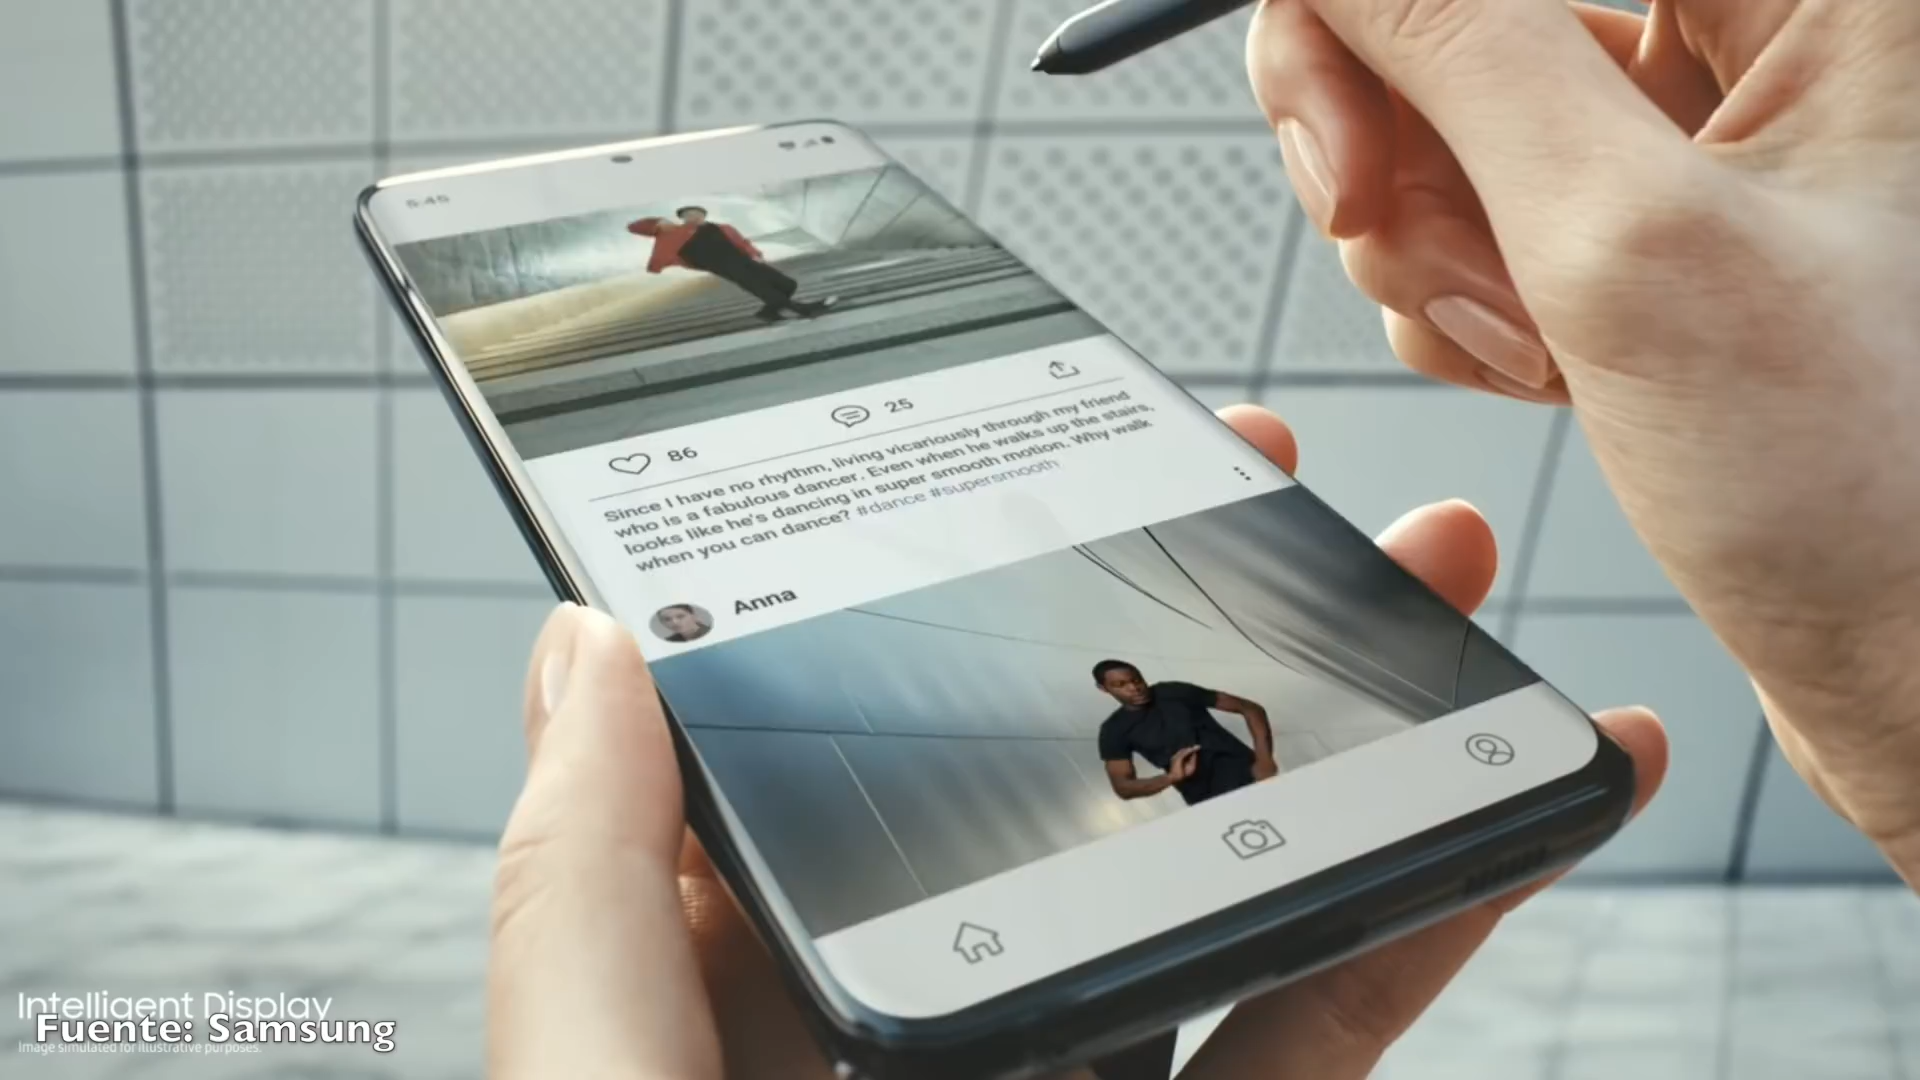 5:45
86
25
Since I have no rhythm, living vicariously through my friend
who is a fabulous dancer. Even when he walks up the stairs,
looks like he's dancing in super smooth motion. Why walk
when you can dance? #dance #supersmooth
Anna
Intelligent Display
Fuente: Samsung
Image simulated for illustrative purposes.